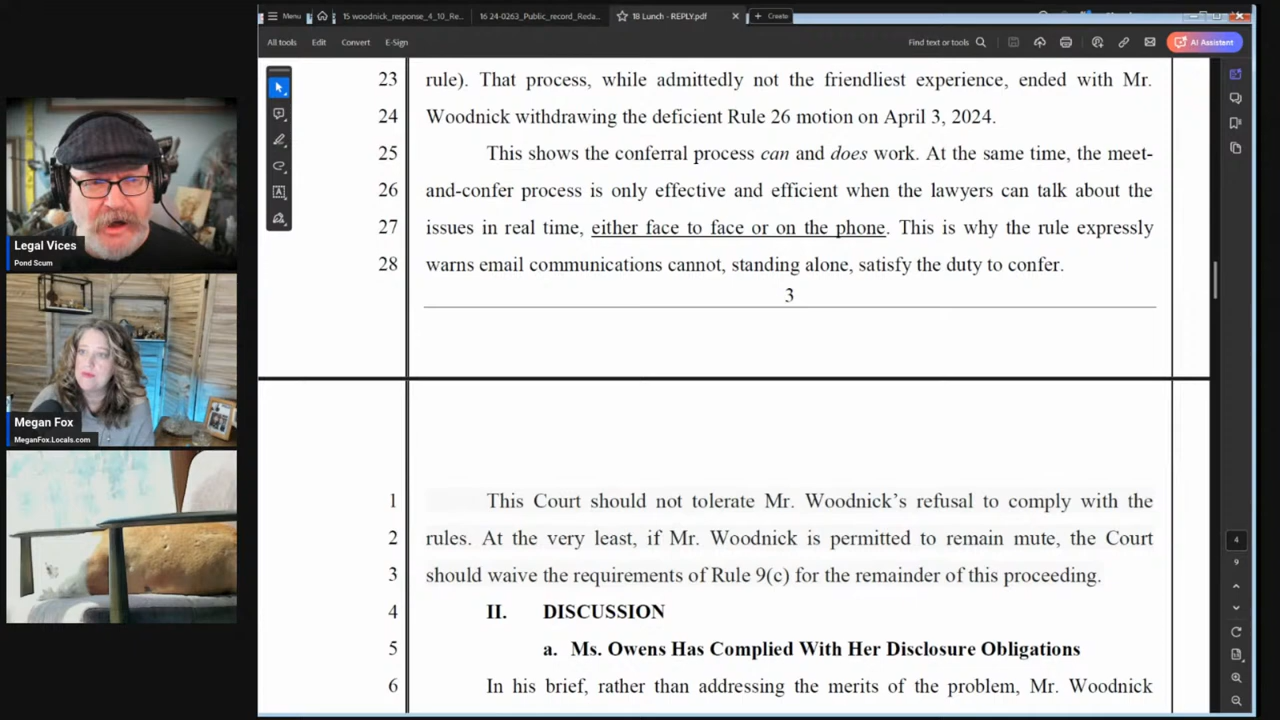 Menu
15 woodnick_response_4_10_Re...
16 24-0263_Public_record_Reda...
18 Lunch - REPLY.pdf
Create
All tools
Edit
Convert
E-Sign
Find text or tools
AI Assistant
23 rule). That process, while admittedly not the friendliest experience, ended with Mr.
24 Woodnick withdrawing the deficient Rule 26 motion on April 3, 2024.
25 This shows the conferral process can and does work. At the same time, the meet-
26 and-confer process is only effective and efficient when the lawyers can talk about the
27 issues in real time, either face to face or on the phone. This is why the rule expressly
28 warns email communications cannot, standing alone, satisfy the duty to confer.
3
1 This Court should not tolerate Mr. Woodnick's refusal to comply with the
2 rules. At the very least, if Mr. Woodnick is permitted to remain mute, the Court
3 should waive the requirements of Rule 9(c) for the remainder of this proceeding.
4 II. DISCUSSION
5 a. Ms. Owens Has Complied With Her Disclosure Obligations
6 In his brief, rather than addressing the merits of the problem, Mr. Woodnick
4
9
Legal Vices
Pond Scum
Megan Fox
MeganFox.Locals.com